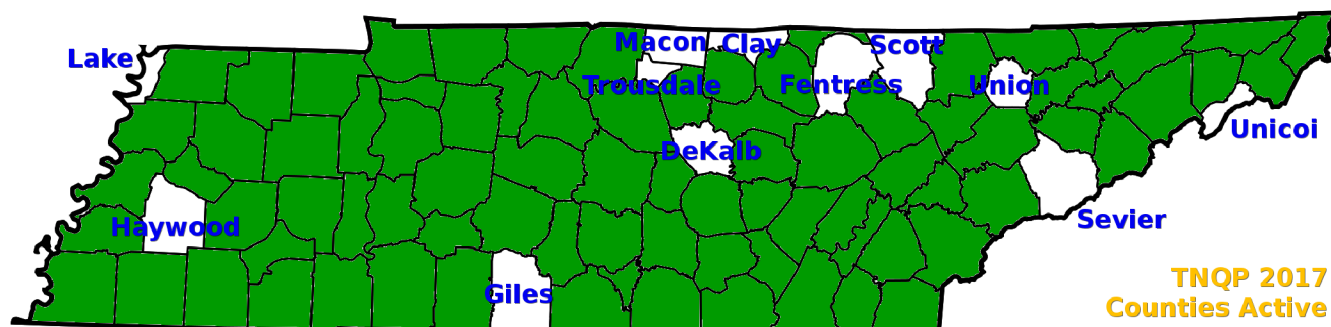 Macon
Clay
Scott
Lake
Trousdale
Fentress
Union
Unicoi
DeKalb
Haywood
Sevier
Giles
TNQP 2017
Counties Active